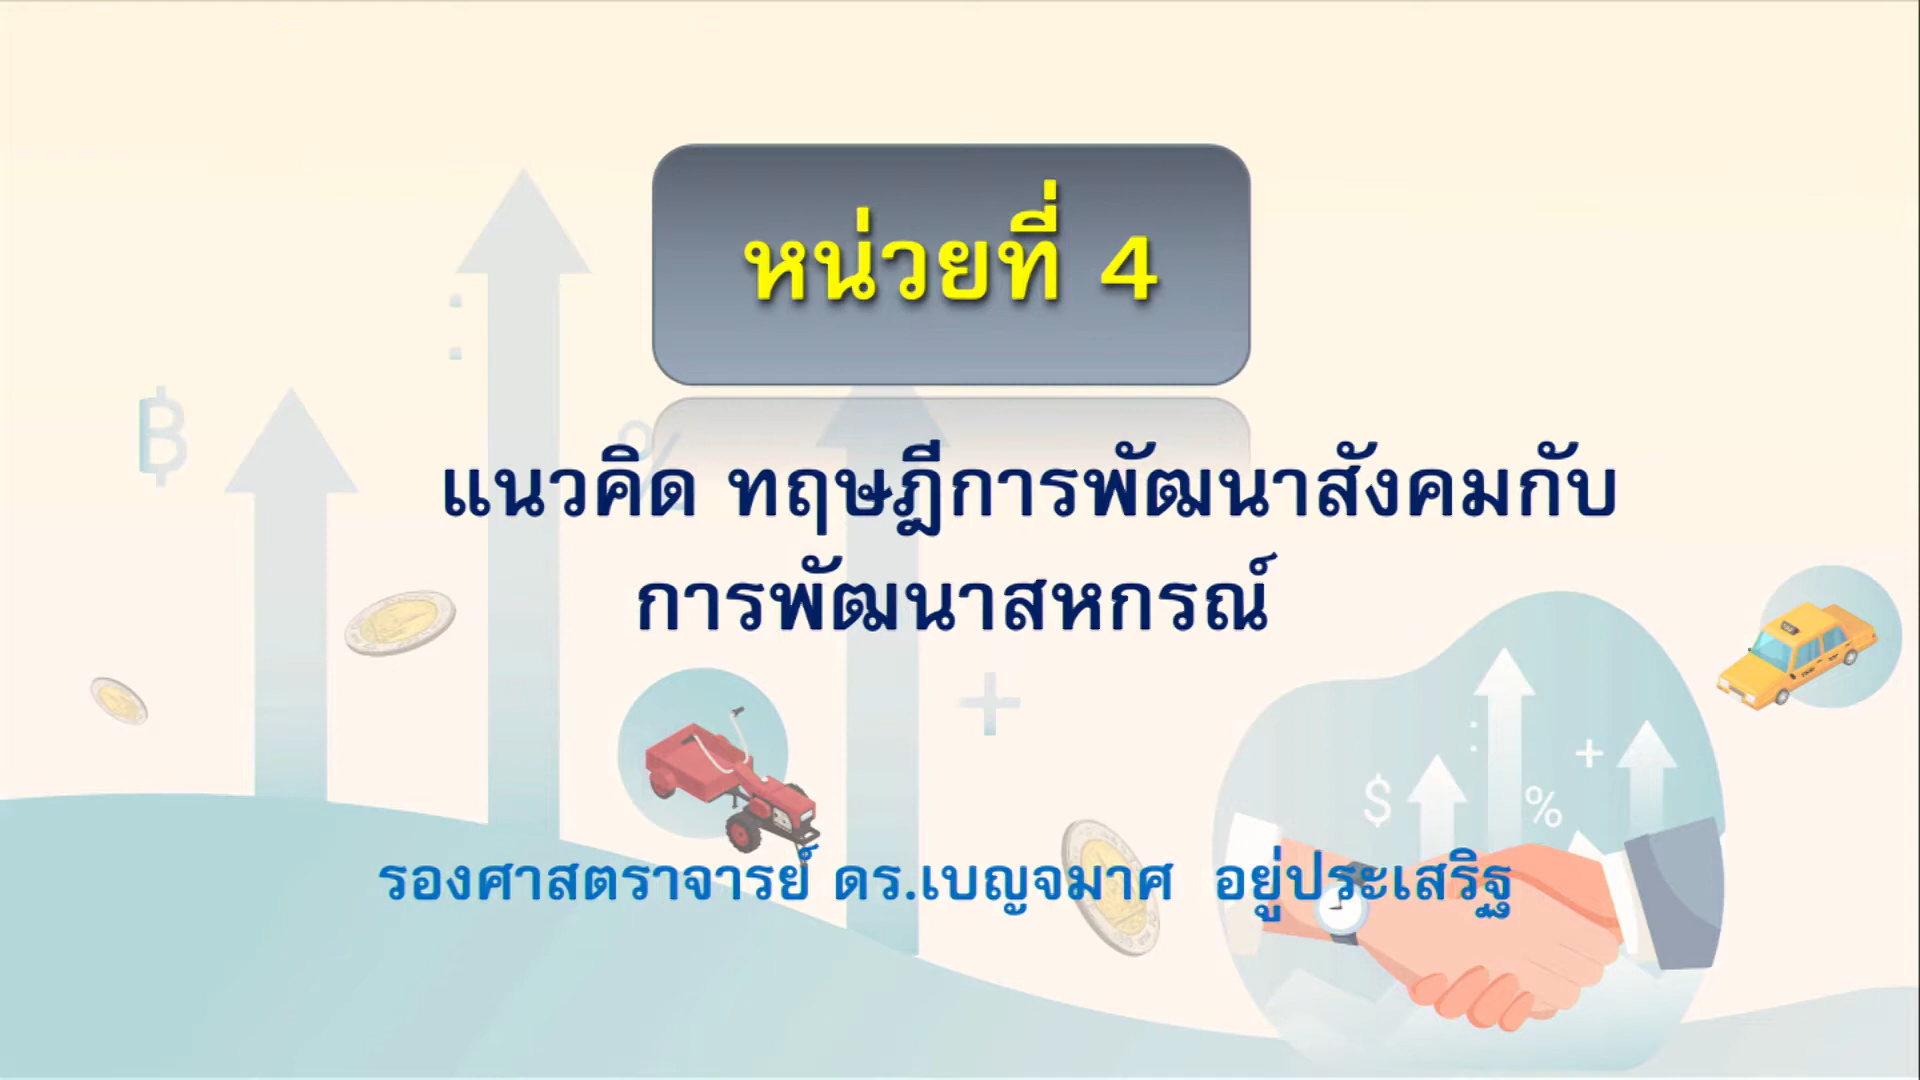 หน่วยที่ 4
แนวคิด ทฤษฎีการพัฒนาสังคมกับ
การพัฒนาสหกรณ์
รองศาสตราจารย์ ดร.เบญจมาศ อยู่ประเสริฐ